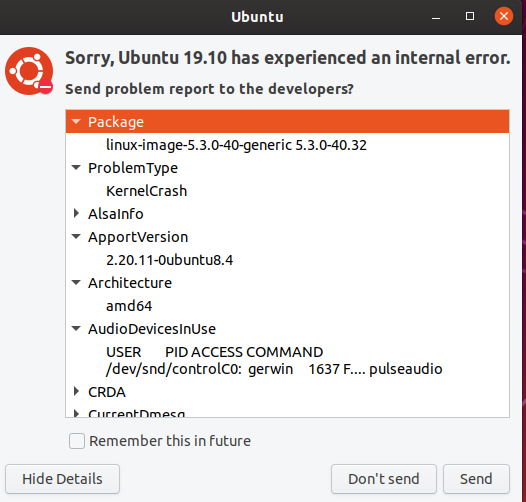 Ubuntu
Sorry, Ubuntu 19.10 has experienced an internal error.
Send problem report to the developers?
Package
linux-image-5.3.0-40-generic 5.3.0-40.32
ProblemType
KernelCrash
AlsaInfo
ApportVersion
2.20.11-0ubuntu8.4
Architecture
amd64
AudioDevicesInUse
USER PID ACCESS COMMAND
/dev/snd/controlC0: gerwin 1637 F.... pulseaudio
CRDA
CurrentDmesg
Remember this in future
Hide Details Don't send Send